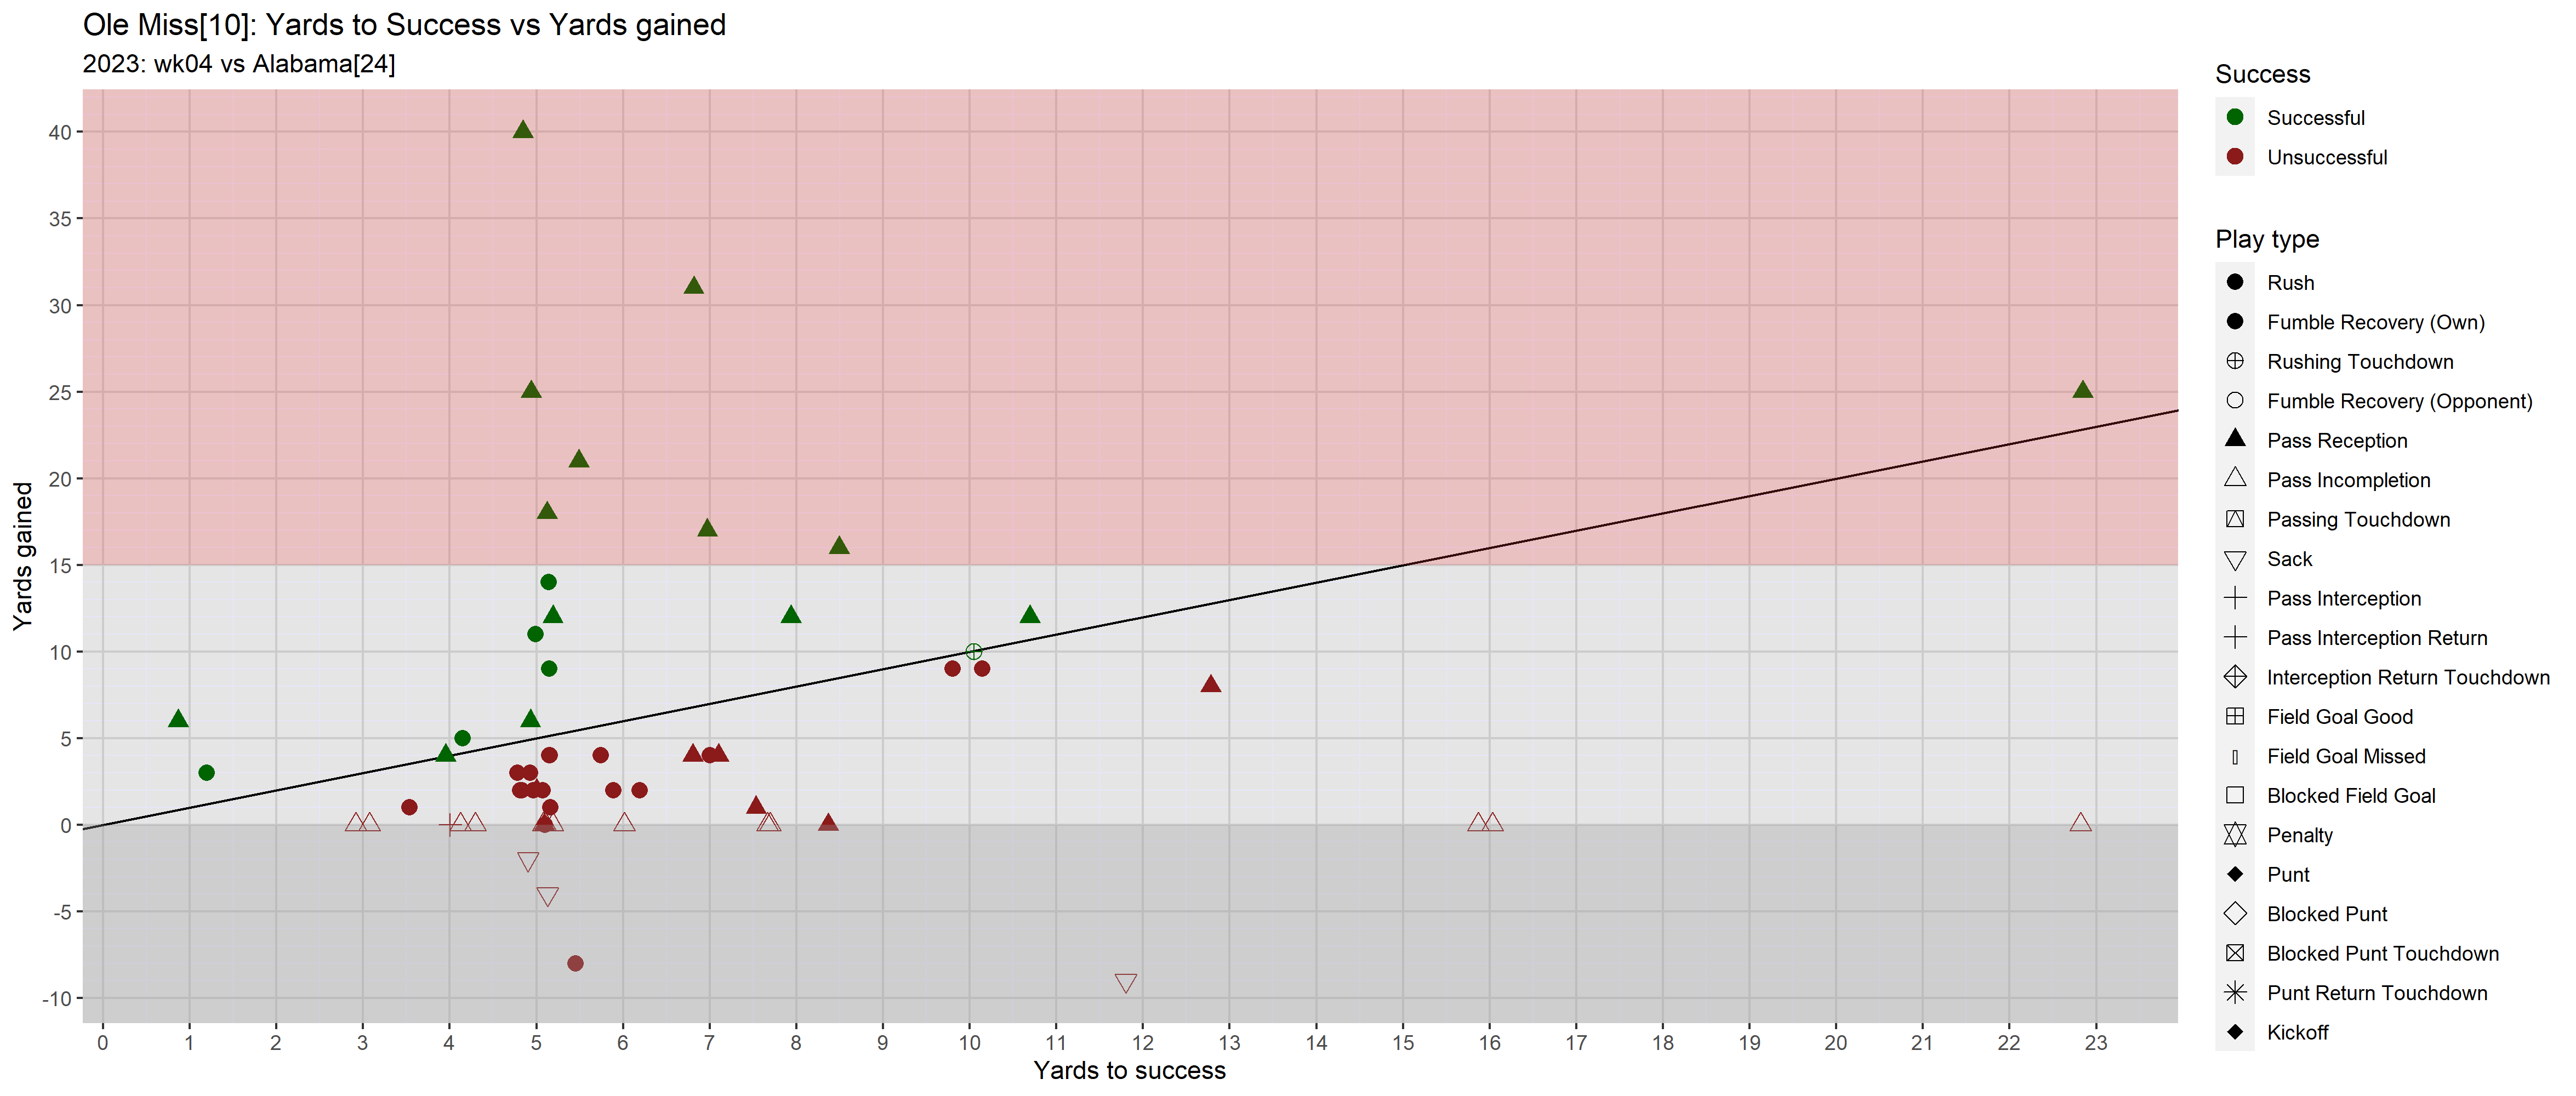 Ole Miss[10]: Yards to Success vs Yards gained
2023: wk04 vs Alabama[24]
Yards gained
40
35
30
25
20
15
10
5
0
-5
-10
0 1 2 3 4 5 6 7 8 9 10 11 12 13 14 15 16 17 18 19 20 21 22 23
Yards to success
Success
Successful
Unsuccessful
Play type
Rush
Fumble Recovery (Own)
Rushing Touchdown
Fumble Recovery (Opponent)
Pass Reception
Pass Incompletion
Passing Touchdown
Sack
Pass Interception
Pass Interception Return
Interception Return Touchdown
Field Goal Good
Field Goal Missed
Blocked Field Goal
Penalty
Punt
Blocked Punt
Blocked Punt Touchdown
Punt Return Touchdown
Kickoff